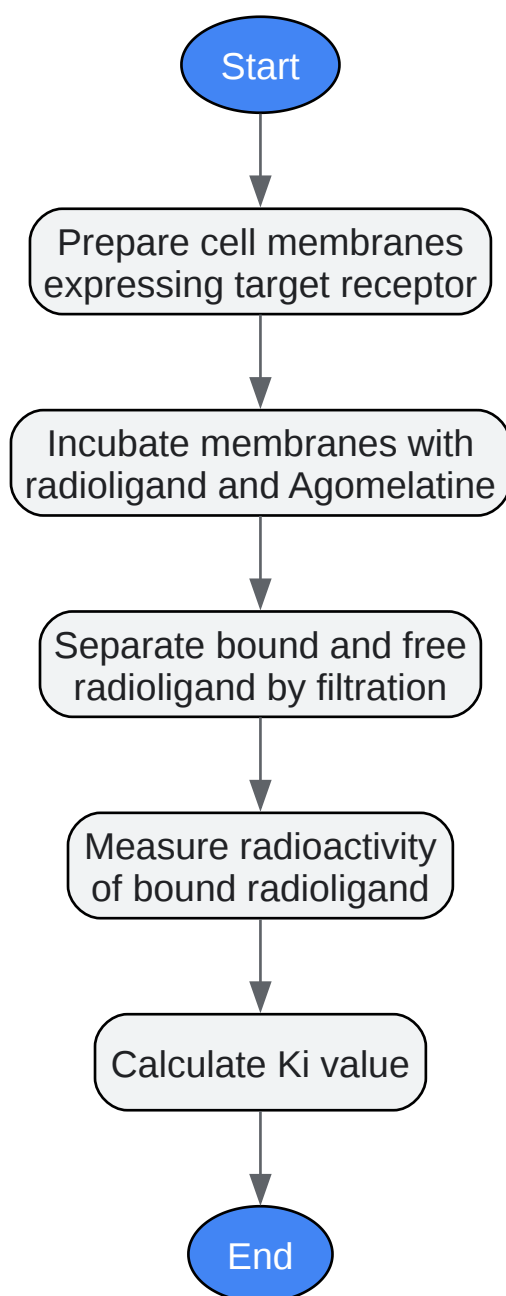 Start
Prepare cell membranes
expressing target receptor
Incubate membranes with
radioligand and Agomelatine
Separate bound and free
radioligand by filtration
Measure radioactivity
of bound radioligand
Calculate Ki value
End